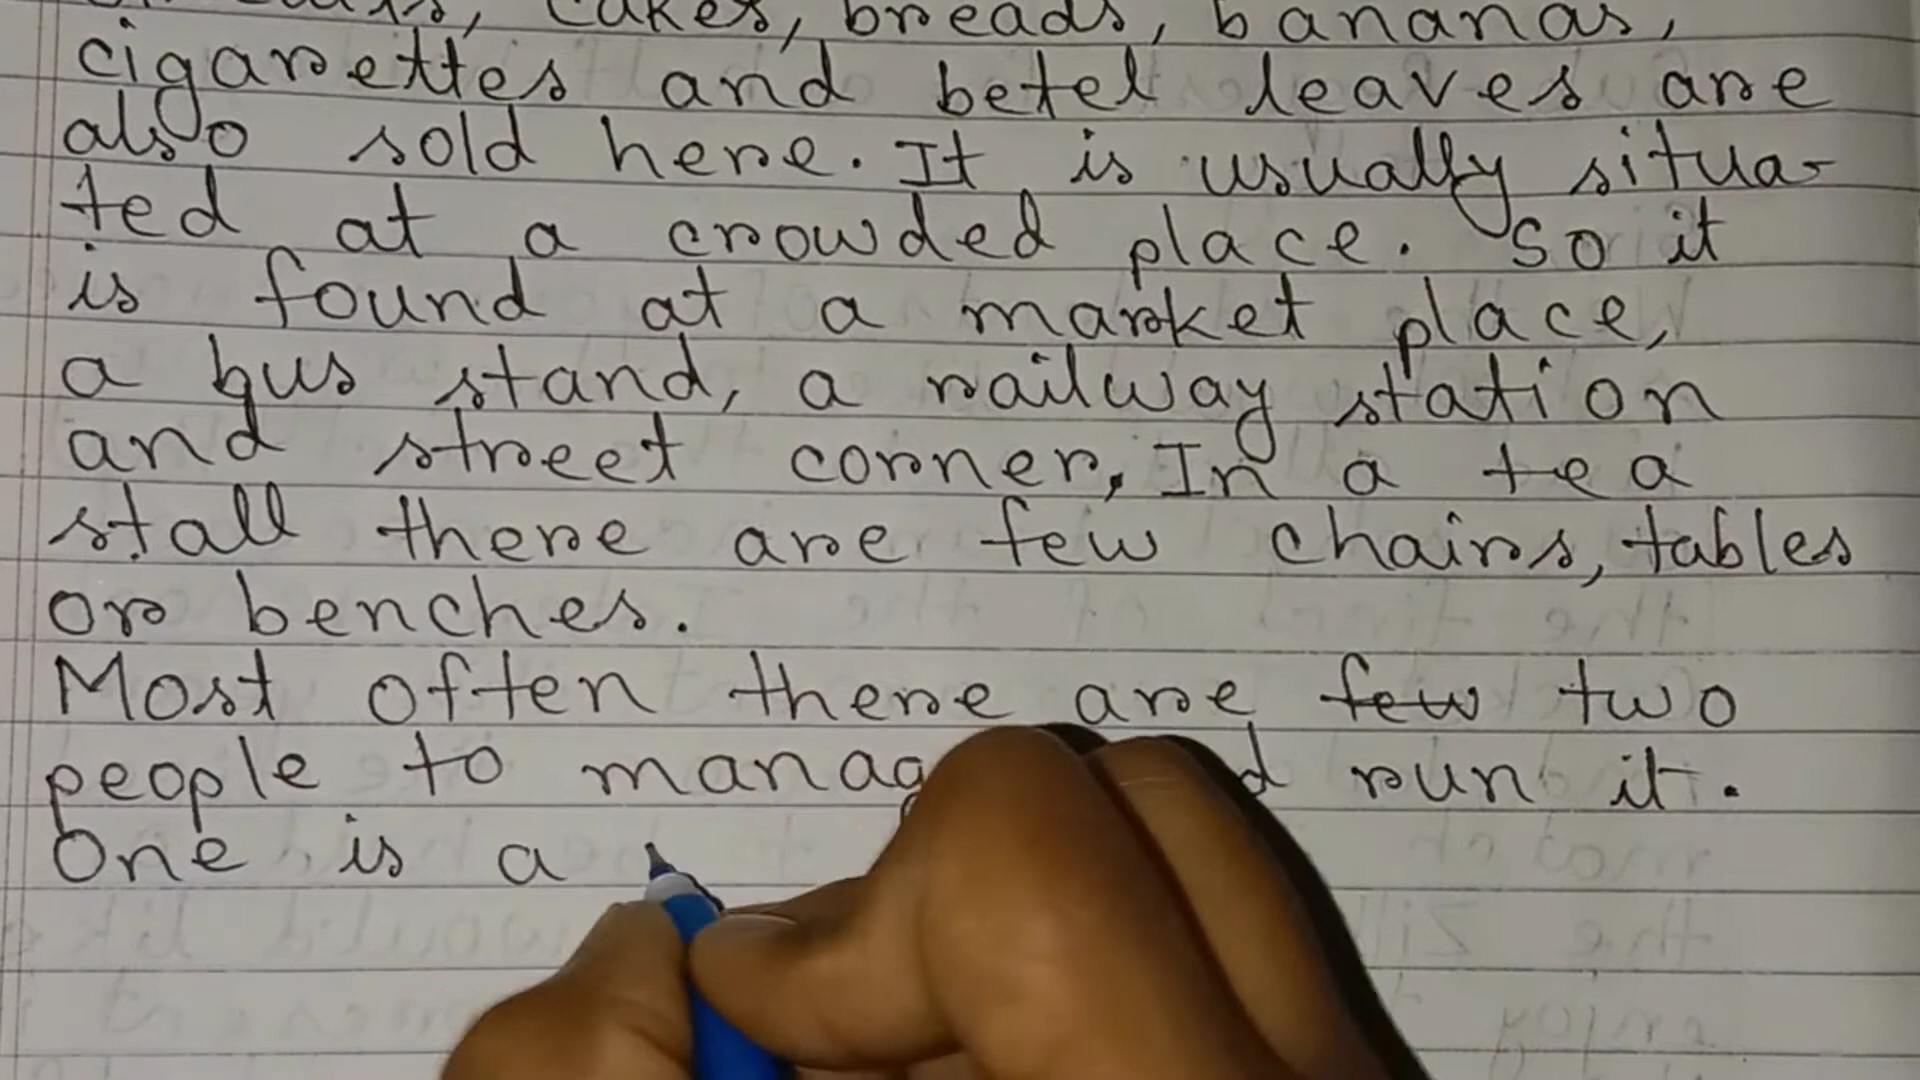 cakes, breads, bananas,
cigarettes and betel leaves are
also sold here. It is usually situa-
ted at a crowded place. So it
is found at a market place,
a bus stand, a railway station
and street corner, In a tea
stall there are few chairs, tables
or benches.
Most often there are few two
people to manag d run it.
One is a